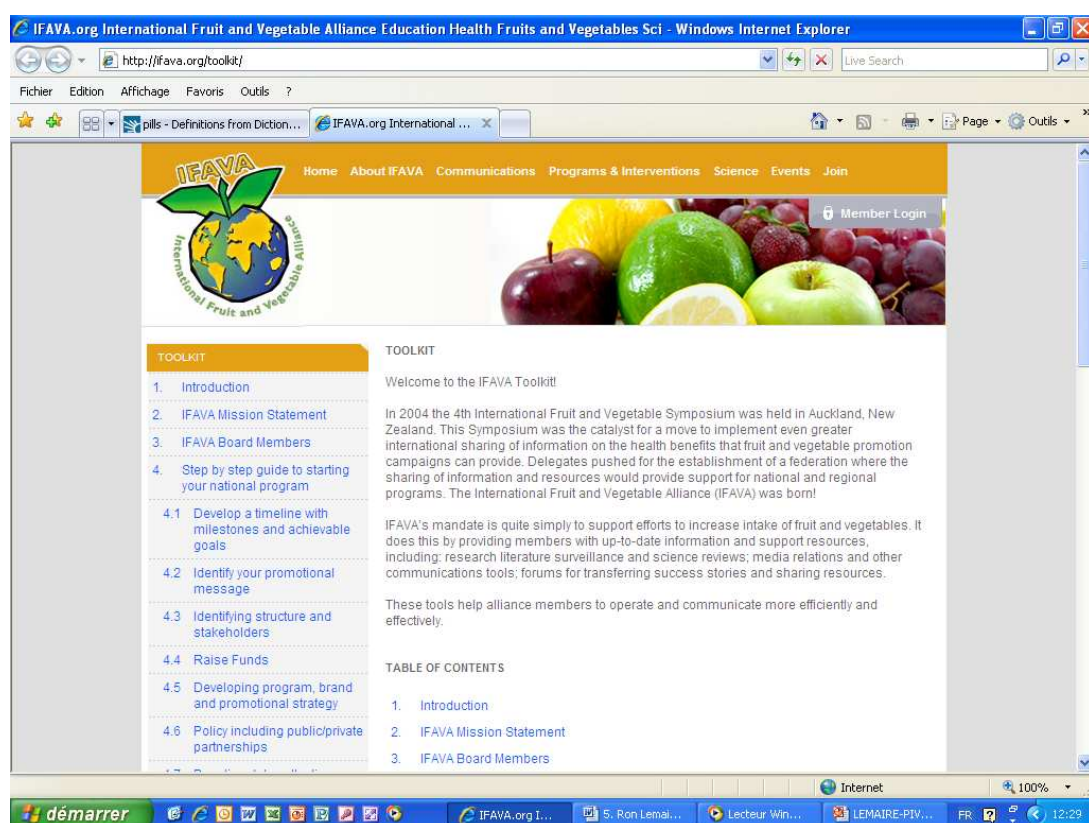 IFAVA.org International Fruit and Vegetable Alliance Education Health Fruits and Vegetables Sci - Windows Internet Explorer
http://ifava.org/toolkit/
Live Search
Fichier Edition Affichage Favoris Outils ?
pills - Definitions from Diction...
IFAVA.org International ...
Page
Outils
IFAVA
International Fruit and Vegetable Alliance
Home About IFAVA Communications Programs & Interventions Science Events Join
Member Login
TOOLKIT
1. Introduction
2. IFAVA Mission Statement
3. IFAVA Board Members
4. Step by step guide to starting
your national program
4.1 Develop a timeline with
milestones and achievable
goals
4.2 Identify your promotional
message
4.3 Identifying structure and
stakeholders
4.4 Raise Funds
4.5 Developing program, brand
and promotional strategy
4.6 Policy including public/private
partnerships
TOOLKIT
Welcome to the IFAVA Toolkit!
In 2004 the 4th International Fruit and Vegetable Symposium was held in Auckland, New
Zealand. This Symposium was the catalyst for a move to implement even greater
international sharing of information on the health benefits that fruit and vegetable promotion
campaigns can provide. Delegates pushed for the establishment of a federation where the
sharing of information and resources would provide support for national and regional
programs. The International Fruit and Vegetable Alliance (IFAVA) was born!
IFAVA's mandate is quite simply to support efforts to increase intake of fruit and vegetables. It
does this by providing members with up-to-date information and support resources,
including: research literature surveillance and science reviews; media relations and other
communications tools; forums for transferring success stories and sharing resources.
These tools help alliance members to operate and communicate more efficiently and
effectively.
TABLE OF CONTENTS
1. Introduction
2. IFAVA Mission Statement
3. IFAVA Board Members
Internet
100%
démarrer
IFAVA.org I...
5. Ron Lemai...
Lecteur Win...
LEMAIRE-PIV...
FR
12:29